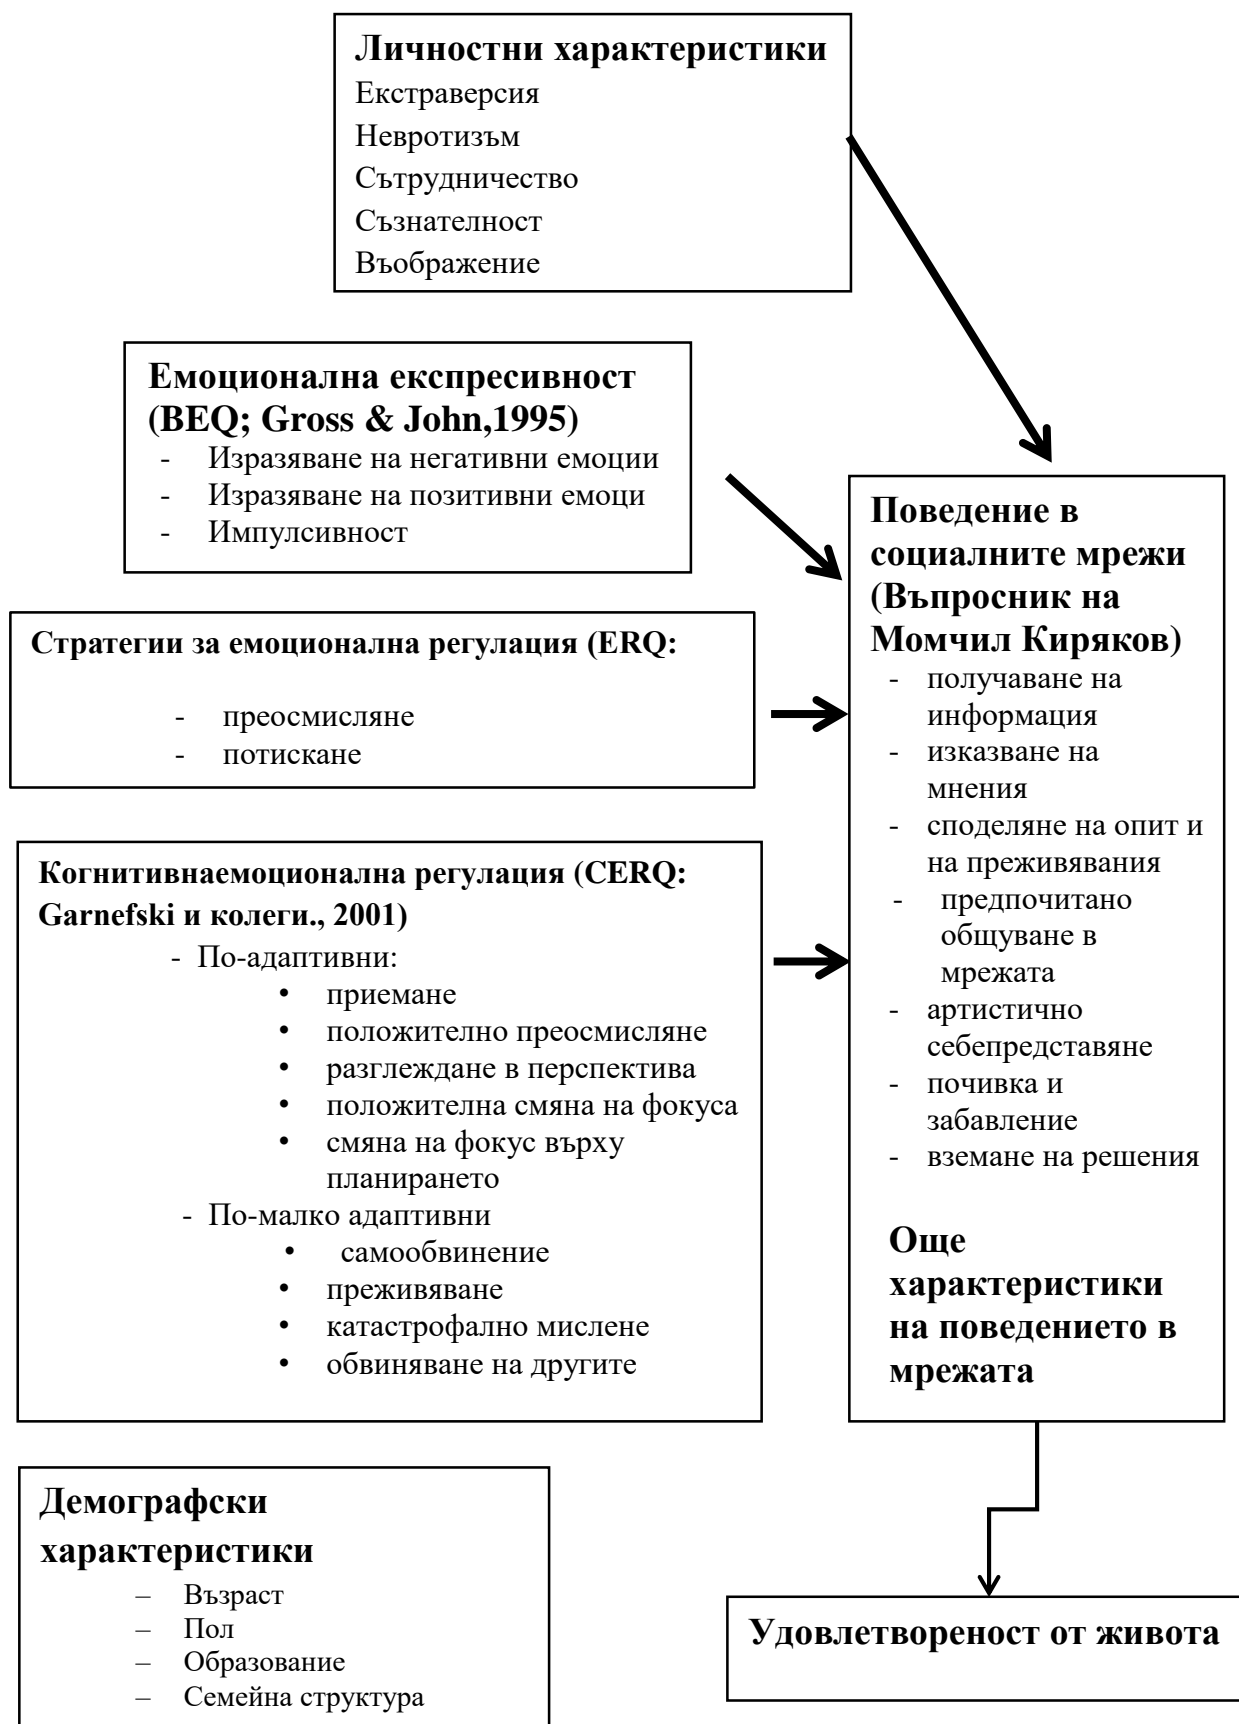 Личностни характеристики
Екстраверсия
Невротизъм
Сътрудничество
Съзнателност
Въображение
Емоционална експресивност
(BEQ; Gross & John,1995)
- Изразяване на негативни емоции
- Изразяване на позитивни емоци
- Импулсивност
Стратегии за емоционална регулация (ERQ:
- преосмисляне
- потискане
Когнитивнаемоционална регулация (CERQ:
Garnefski и колеги., 2001)
- По-адаптивни:
• приемане
• положително преосмисляне
• разглеждане в перспектива
• положителна смяна на фокуса
• смяна на фокус върху
планирането
- По-малко адаптивни
• самообвинение
• преживяване
• катастрофално мислене
• обвиняване на другите
Демографски
характеристики
– Възраст
– Пол
– Образование
– Семейна структура
Поведение в
социалните мрежи
(Въпросник на
Момчил Киряков)
- получаване на
информация
- изказване на
мнения
- споделяне на опит и
на преживявания
- предпочитано
общуване в
мрежата
- артистично
себепредставяне
- почивка и
забавление
- вземане на решения
Още
характеристики
на поведението в
мрежата
Удовлетвореност от живота